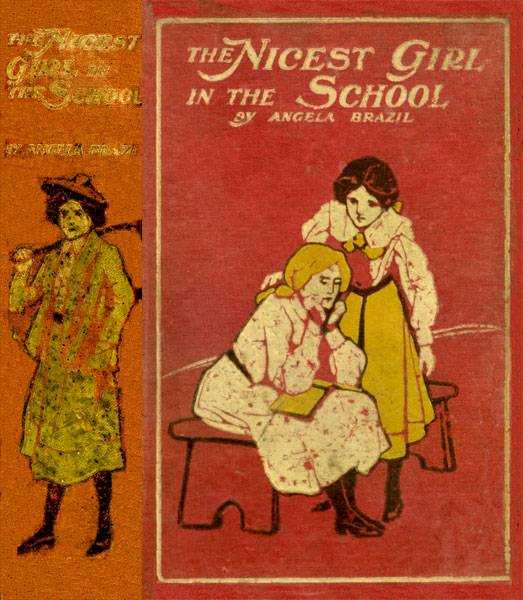 THE NICEST
GIRL IN
THE SCHOOL
BY ANGELA BRAZIL
THE NICEST GIRL
IN THE SCHOOL
BY ANGELA BRAZIL